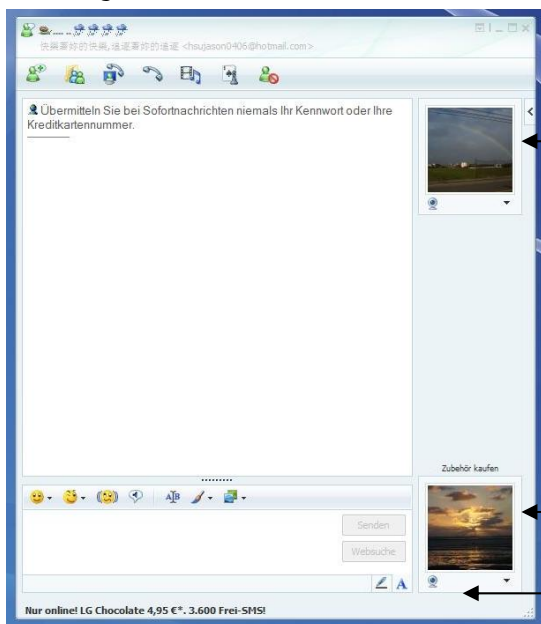 <hsujason0406@hotmail.com>
Übermitteln Sie bei Sofortnachrichten niemals Ihr Kennwort oder Ihre
Kreditkartennummer.
Zubehör kaufen
Senden
Websuche
Nur online! LG Chocolate 4,95 €*. 3.600 Frei-SMS!